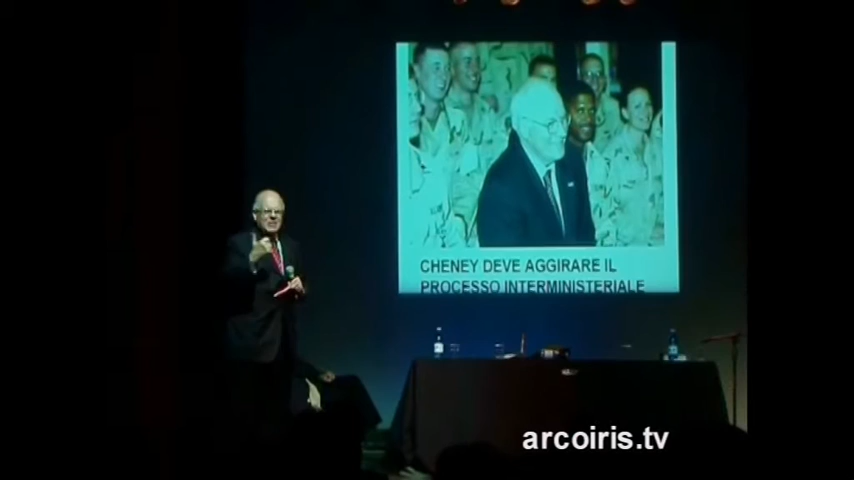 CHENEY DEVE AGGIRARE IL
PROCESSO INTERMINISTERIALE
arcoiris.tv